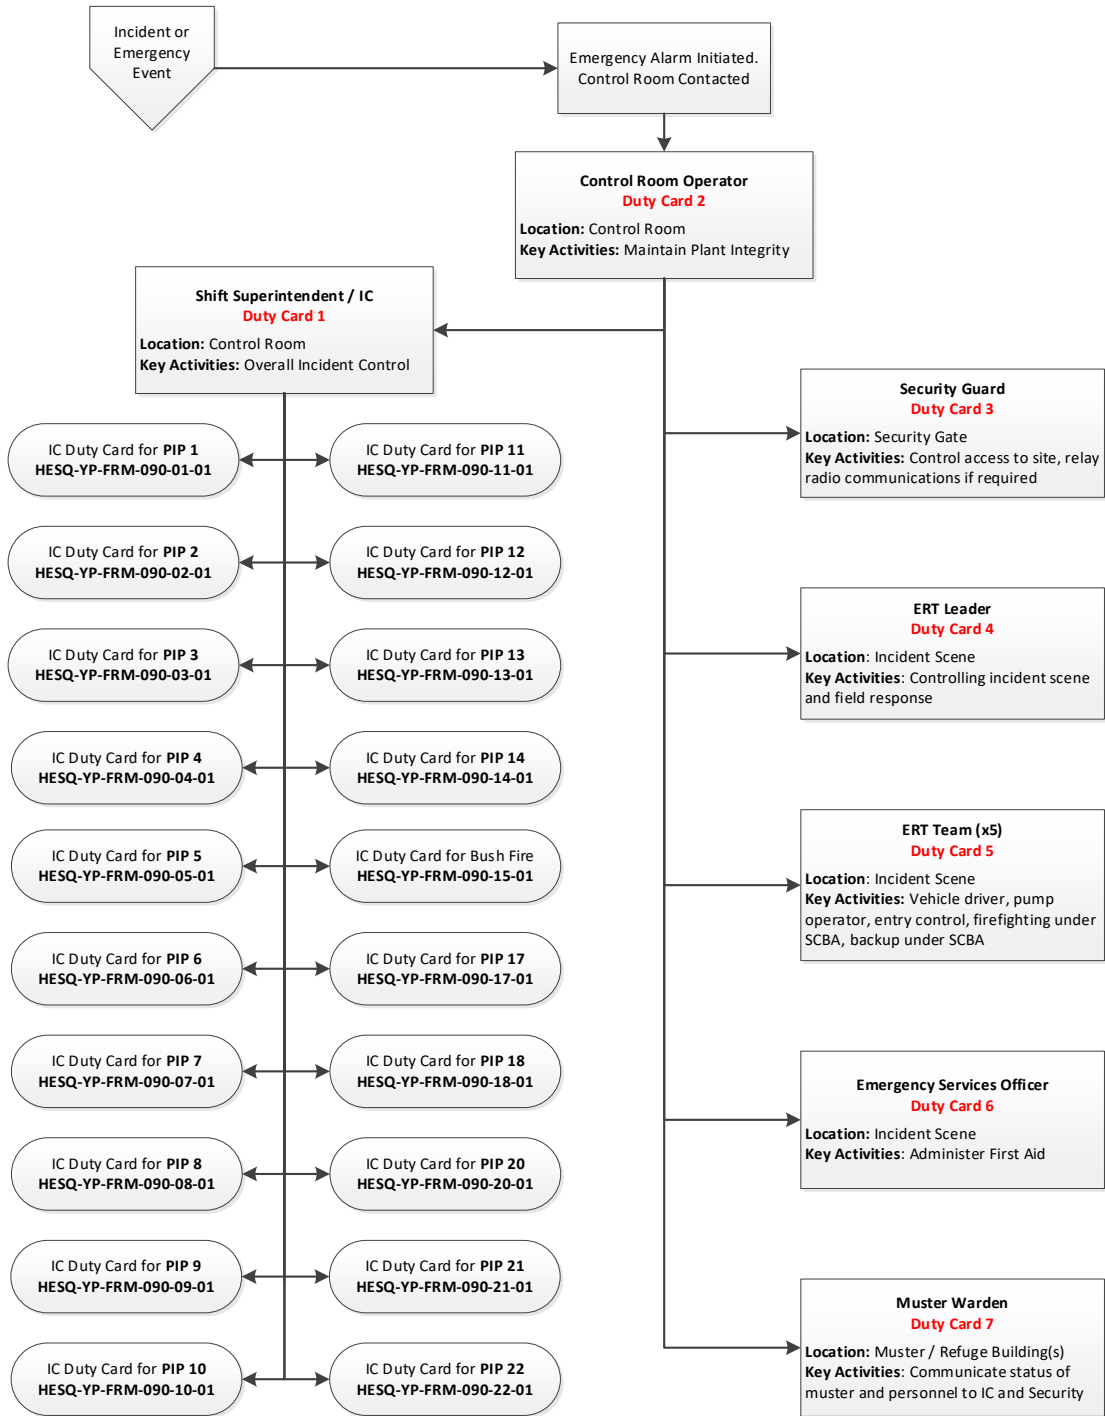 Incident or
Emergency
Event
Emergency Alarm Initiated.
Control Room Contacted
Control Room Operator
Duty Card 2
Location: Control Room
Key Activities: Maintain Plant Integrity
Shift Superintendent / IC
Duty Card 1
Location: Control Room
Key Activities: Overall Incident Control
IC Duty Card for PIP 1
HESQ-YP-FRM-090-01-01
IC Duty Card for PIP 11
HESQ-YP-FRM-090-11-01
IC Duty Card for PIP 2
HESQ-YP-FRM-090-02-01
IC Duty Card for PIP 12
HESQ-YP-FRM-090-12-01
IC Duty Card for PIP 3
HESQ-YP-FRM-090-03-01
IC Duty Card for PIP 13
HESQ-YP-FRM-090-13-01
IC Duty Card for PIP 4
HESQ-YP-FRM-090-04-01
IC Duty Card for PIP 14
HESQ-YP-FRM-090-14-01
IC Duty Card for PIP 5
HESQ-YP-FRM-090-05-01
IC Duty Card for Bush Fire
HESQ-YP-FRM-090-15-01
IC Duty Card for PIP 6
HESQ-YP-FRM-090-06-01
IC Duty Card for PIP 17
HESQ-YP-FRM-090-17-01
IC Duty Card for PIP 7
HESQ-YP-FRM-090-07-01
IC Duty Card for PIP 18
HESQ-YP-FRM-090-18-01
IC Duty Card for PIP 8
HESQ-YP-FRM-090-08-01
IC Duty Card for PIP 20
HESQ-YP-FRM-090-20-01
IC Duty Card for PIP 9
HESQ-YP-FRM-090-09-01
IC Duty Card for PIP 21
HESQ-YP-FRM-090-21-01
IC Duty Card for PIP 10
HESQ-YP-FRM-090-10-01
IC Duty Card for PIP 22
HESQ-YP-FRM-090-22-01
Security Guard
Duty Card 3
Location: Security Gate
Key Activities: Control access to site, relay
radio communications if required
ERT Leader
Duty Card 4
Location: Incident Scene
Key Activities: Controlling incident scene
and field response
ERT Team (x5)
Duty Card 5
Location: Incident Scene
Key Activities: Vehicle driver, pump
operator, entry control, firefighting under
SCBA, backup under SCBA
Emergency Services Officer
Duty Card 6
Location: Incident Scene
Key Activities: Administer First Aid
Muster Warden
Duty Card 7
Location: Muster / Refuge Building(s)
Key Activities: Communicate status of
muster and personnel to IC and Security